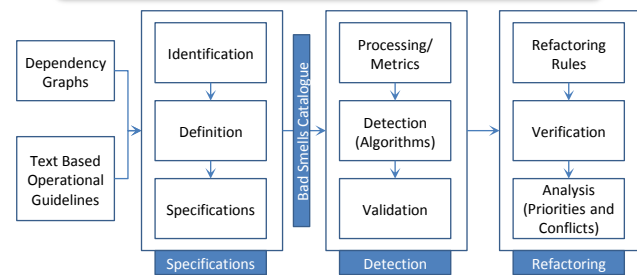 Dependency
Graphs
Text Based
Operational
Guidelines
Identification
Definition
Specifications
Specifications
Bad Smells Catalogue
Processing/
Metrics
Detection
(Algorithms)
Validation
Detection
Refactoring
Rules
Verification
Analysis
(Priorities and
Conflicts)
Refactoring